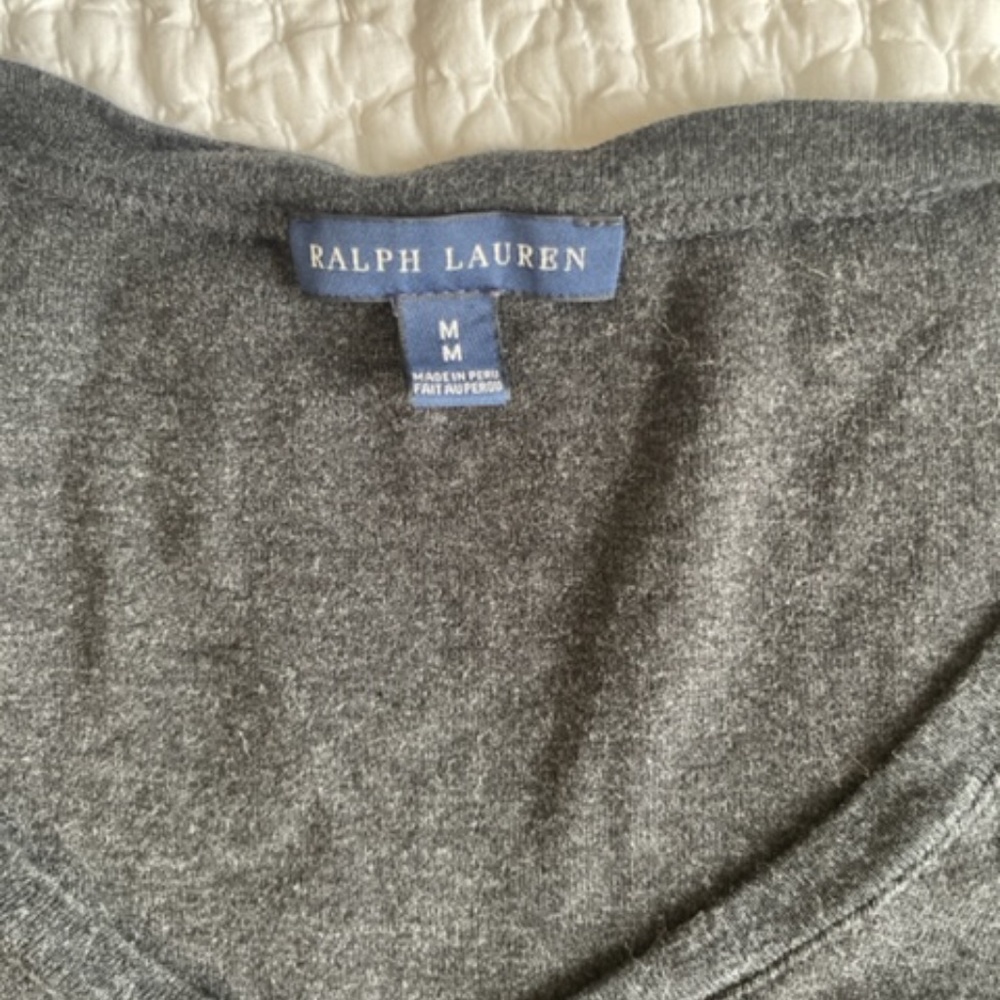 RALPH LAUREN
M
M
MADE IN PERU
FAIT AU PEROU